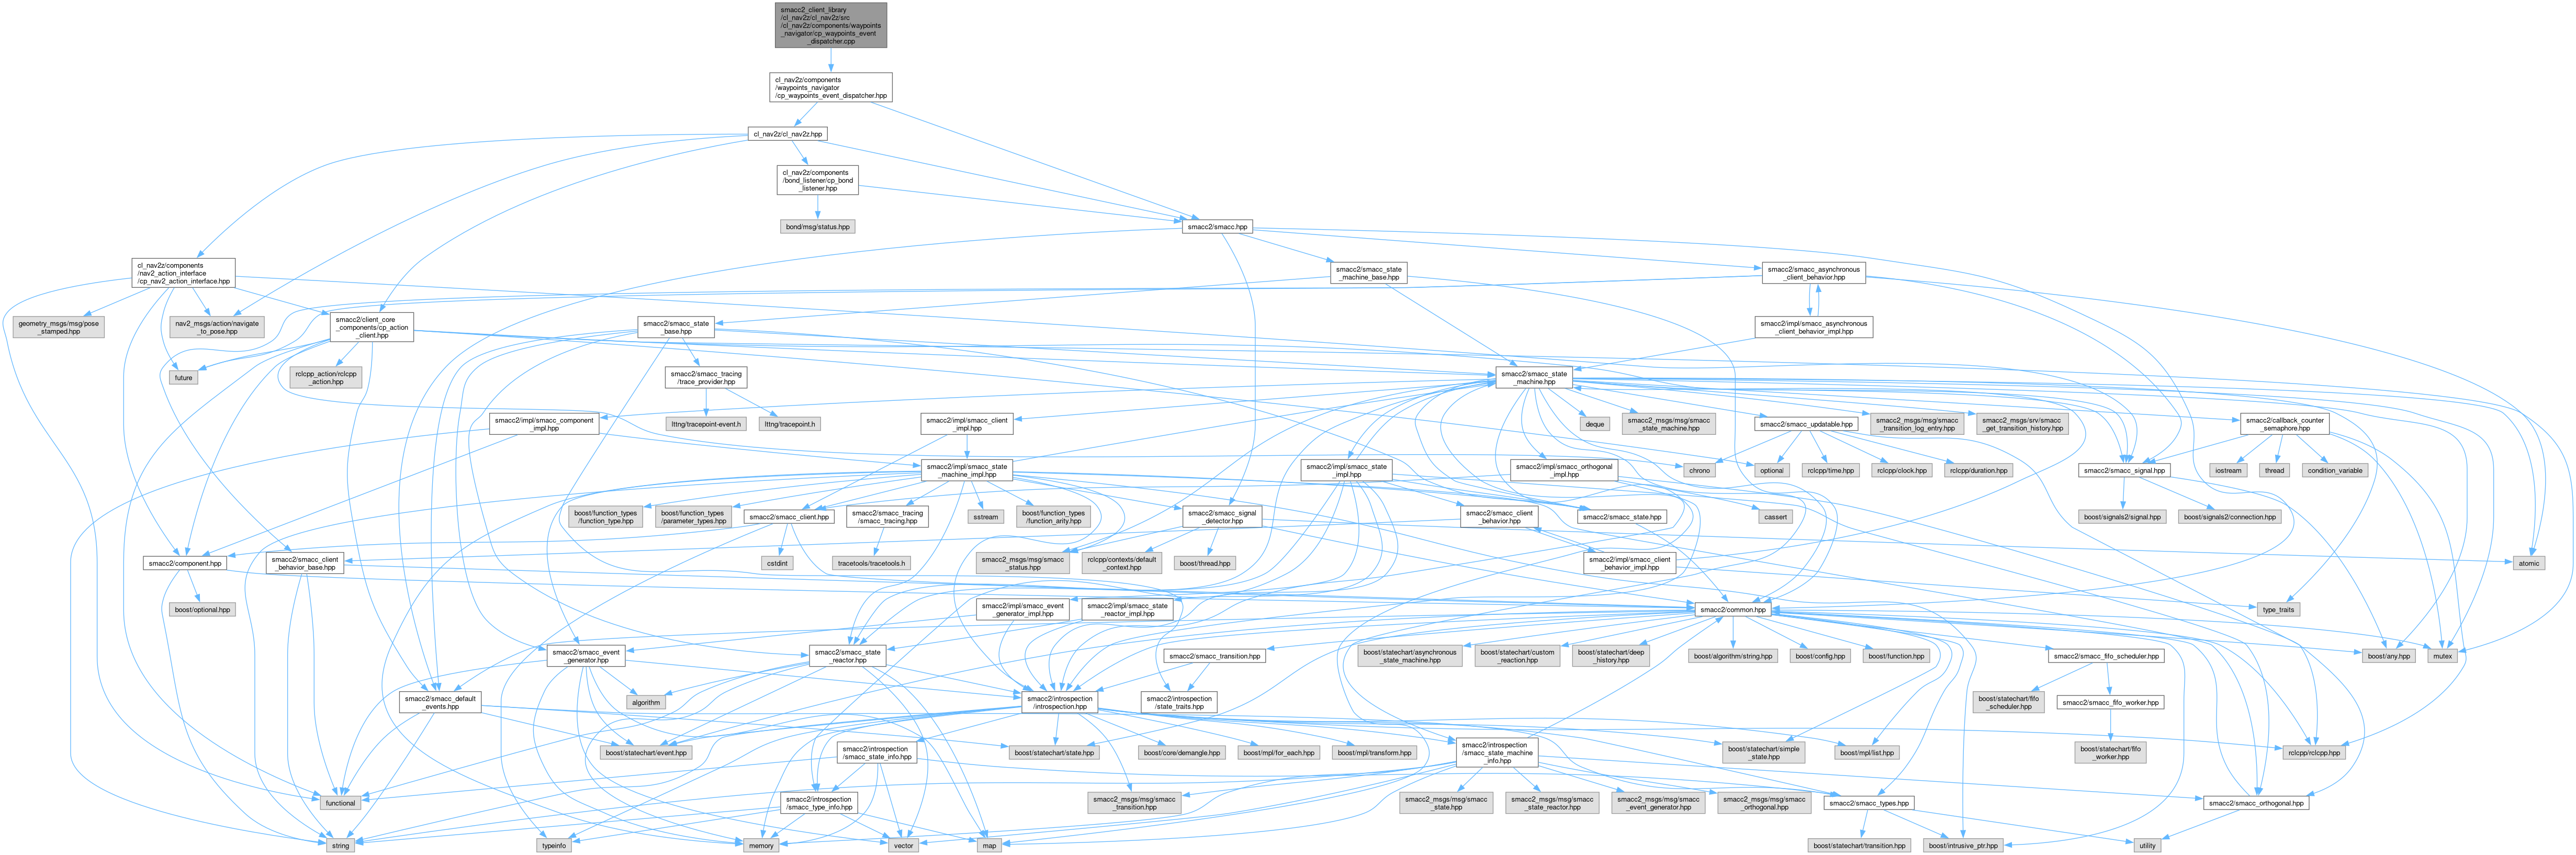 smacc2_client_library
/cl_nav2z/cl_nav2z/src
/cl_nav2z/components/waypoints
_navigator/cp_waypoints_event
_dispatcher.cpp
cl_nav2z/components
/waypoints_navigator
/cp_waypoints_event_dispatcher.hpp
cl_nav2z/cl_nav2z.hpp
cl_nav2z/components
/bond_listener/cp_bond
_listener.hpp
bond/msg/status.hpp
smacc2/smacc.hpp
cl_nav2z/components
/nav2_action_interface
/cp_nav2_action_interface.hpp
smacc2/smacc_state
_machine_base.hpp
smacc2/smacc_asynchronous
_client_behavior.hpp
geometry_msgs/msg/pose
_stamped.hpp
nav2_msgs/action/navigate
_to_pose.hpp
smacc2/client_core
_components/cp_action
_client.hpp
smacc2/smacc_state
_base.hpp
smacc2/impl/smacc_asynchronous
_client_behavior_impl.hpp
future
rclcpp_action/rclcpp
_action.hpp
smacc2/smacc_tracing
/trace_provider.hpp
smacc2/smacc_state
_machine.hpp
smacc2/impl/smacc_component
_impl.hpp
lttng/tracepoint-event.h
lttng/tracepoint.h
smacc2/impl/smacc_client
_impl.hpp
deque
smacc2_msgs/msg/smacc
_state_machine.hpp
smacc2/smacc_updatable.hpp
smacc2_msgs/msg/smacc
_transition_log_entry.hpp
smacc2_msgs/srv/smacc
_get_transition_history.hpp
smacc2/callback_counter
_semaphore.hpp
smacc2/impl/smacc_state
_machine_impl.hpp
smacc2/impl/smacc_state
_impl.hpp
chrono
smacc2/impl/smacc_orthogonal
_impl.hpp
optional
rclcpp/time.hpp
rclcpp/clock.hpp
rclcpp/duration.hpp
smacc2/smacc_signal.hpp
iostream
thread
condition_variable
boost/function_types
/function_type.hpp
boost/function_types
/parameter_types.hpp
smacc2/smacc_client.hpp
smacc2/smacc_tracing
/smacc_tracing.hpp
sstream
boost/function_types
/function_arity.hpp
smacc2/smacc_signal
_detector.hpp
smacc2/smacc_client
_behavior.hpp
smacc2/smacc_state.hpp
cassert
boost/signals2/signal.hpp
boost/signals2/connection.hpp
smacc2/component.hpp
smacc2/smacc_client
_behavior_base.hpp
cstdint
tracetools/tracetools.h
smacc2_msgs/msg/smacc
_status.hpp
rclcpp/contexts/default
_context.hpp
boost/thread.hpp
smacc2/impl/smacc_client
_behavior_impl.hpp
atomic
boost/optional.hpp
smacc2/impl/smacc_event
_generator_impl.hpp
smacc2/impl/smacc_state
_reactor_impl.hpp
smacc2/common.hpp
type_traits
smacc2/smacc_event
_generator.hpp
smacc2/smacc_state
_reactor.hpp
smacc2/smacc_transition.hpp
boost/statechart/asynchronous
_state_machine.hpp
boost/statechart/custom
_reaction.hpp
boost/statechart/deep
_history.hpp
boost/algorithm/string.hpp
boost/config.hpp
boost/function.hpp
smacc2/smacc_fifo_scheduler.hpp
boost/any.hpp
mutex
smacc2/smacc_default
_events.hpp
algorithm
smacc2/introspection
/introspection.hpp
smacc2/introspection
/state_traits.hpp
boost/statechart/fifo
_scheduler.hpp
smacc2/smacc_fifo_worker.hpp
boost/statechart/event.hpp
smacc2/introspection
/smacc_state_info.hpp
boost/statechart/state.hpp
boost/core/demangle.hpp
boost/mpl/for_each.hpp
boost/mpl/transform.hpp
smacc2/introspection
/smacc_state_machine
_info.hpp
boost/statechart/simple
_state.hpp
boost/mpl/list.hpp
boost/statechart/fifo
_worker.hpp
rclcpp/rclcpp.hpp
functional
smacc2/introspection
/smacc_type_info.hpp
smacc2_msgs/msg/smacc
_transition.hpp
smacc2_msgs/msg/smacc
_state.hpp
smacc2_msgs/msg/smacc
_state_reactor.hpp
smacc2_msgs/msg/smacc
_event_generator.hpp
smacc2_msgs/msg/smacc
_orthogonal.hpp
smacc2/smacc_types.hpp
smacc2/smacc_orthogonal.hpp
string
typeinfo
memory
vector
map
boost/statechart/transition.hpp
boost/intrusive_ptr.hpp
utility